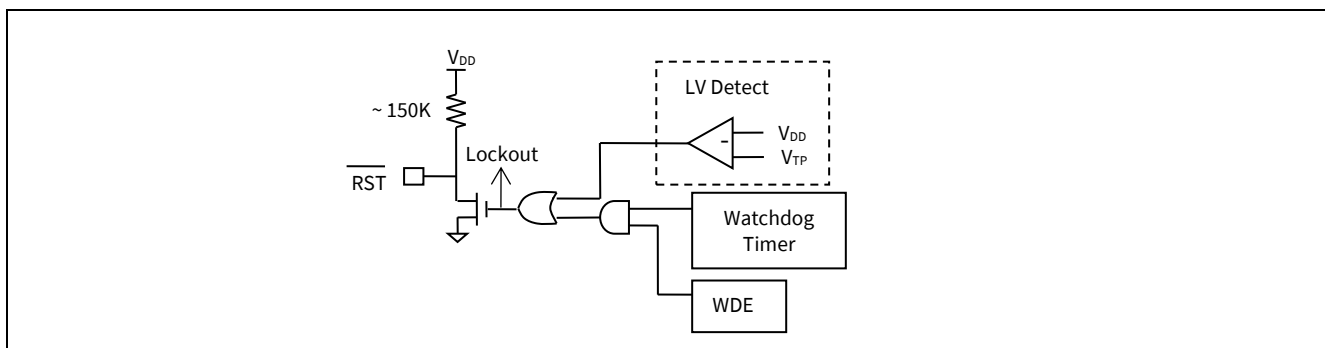 VDD
LV Detect
~ 150K
VDD
-
VTP
Lockout
RST
Watchdog
Timer
WDE